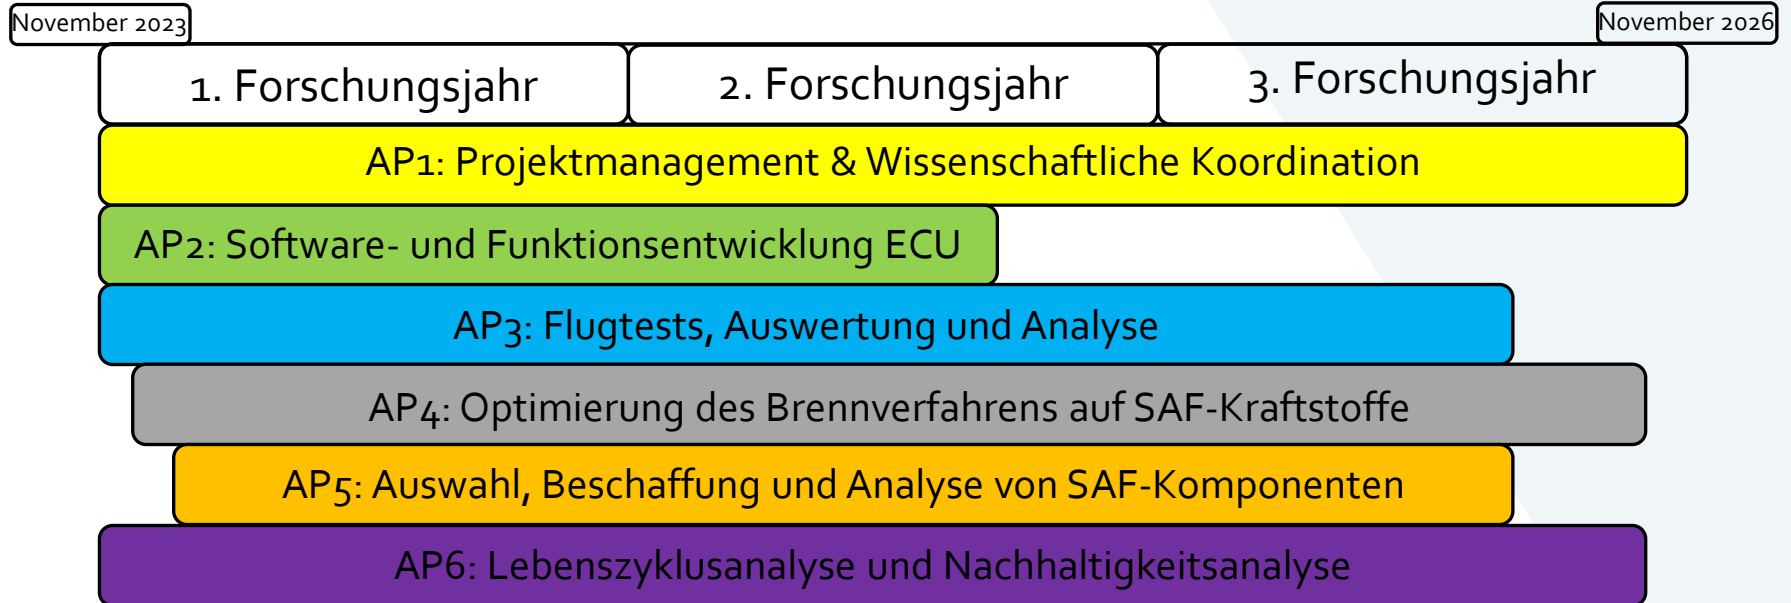 November 2023
November 2026
1. Forschungsjahr
2. Forschungsjahr
3. Forschungsjahr
AP1: Projektmanagement & Wissenschaftliche Koordination
AP2: Software- und Funktionsentwicklung ECU
AP3: Flugtests, Auswertung und Analyse
AP4: Optimierung des Brennverfahrens auf SAF-Kraftstoffe
AP5: Auswahl, Beschaffung und Analyse von SAF-Komponenten
AP6: Lebenszyklusanalyse und Nachhaltigkeitsanalyse